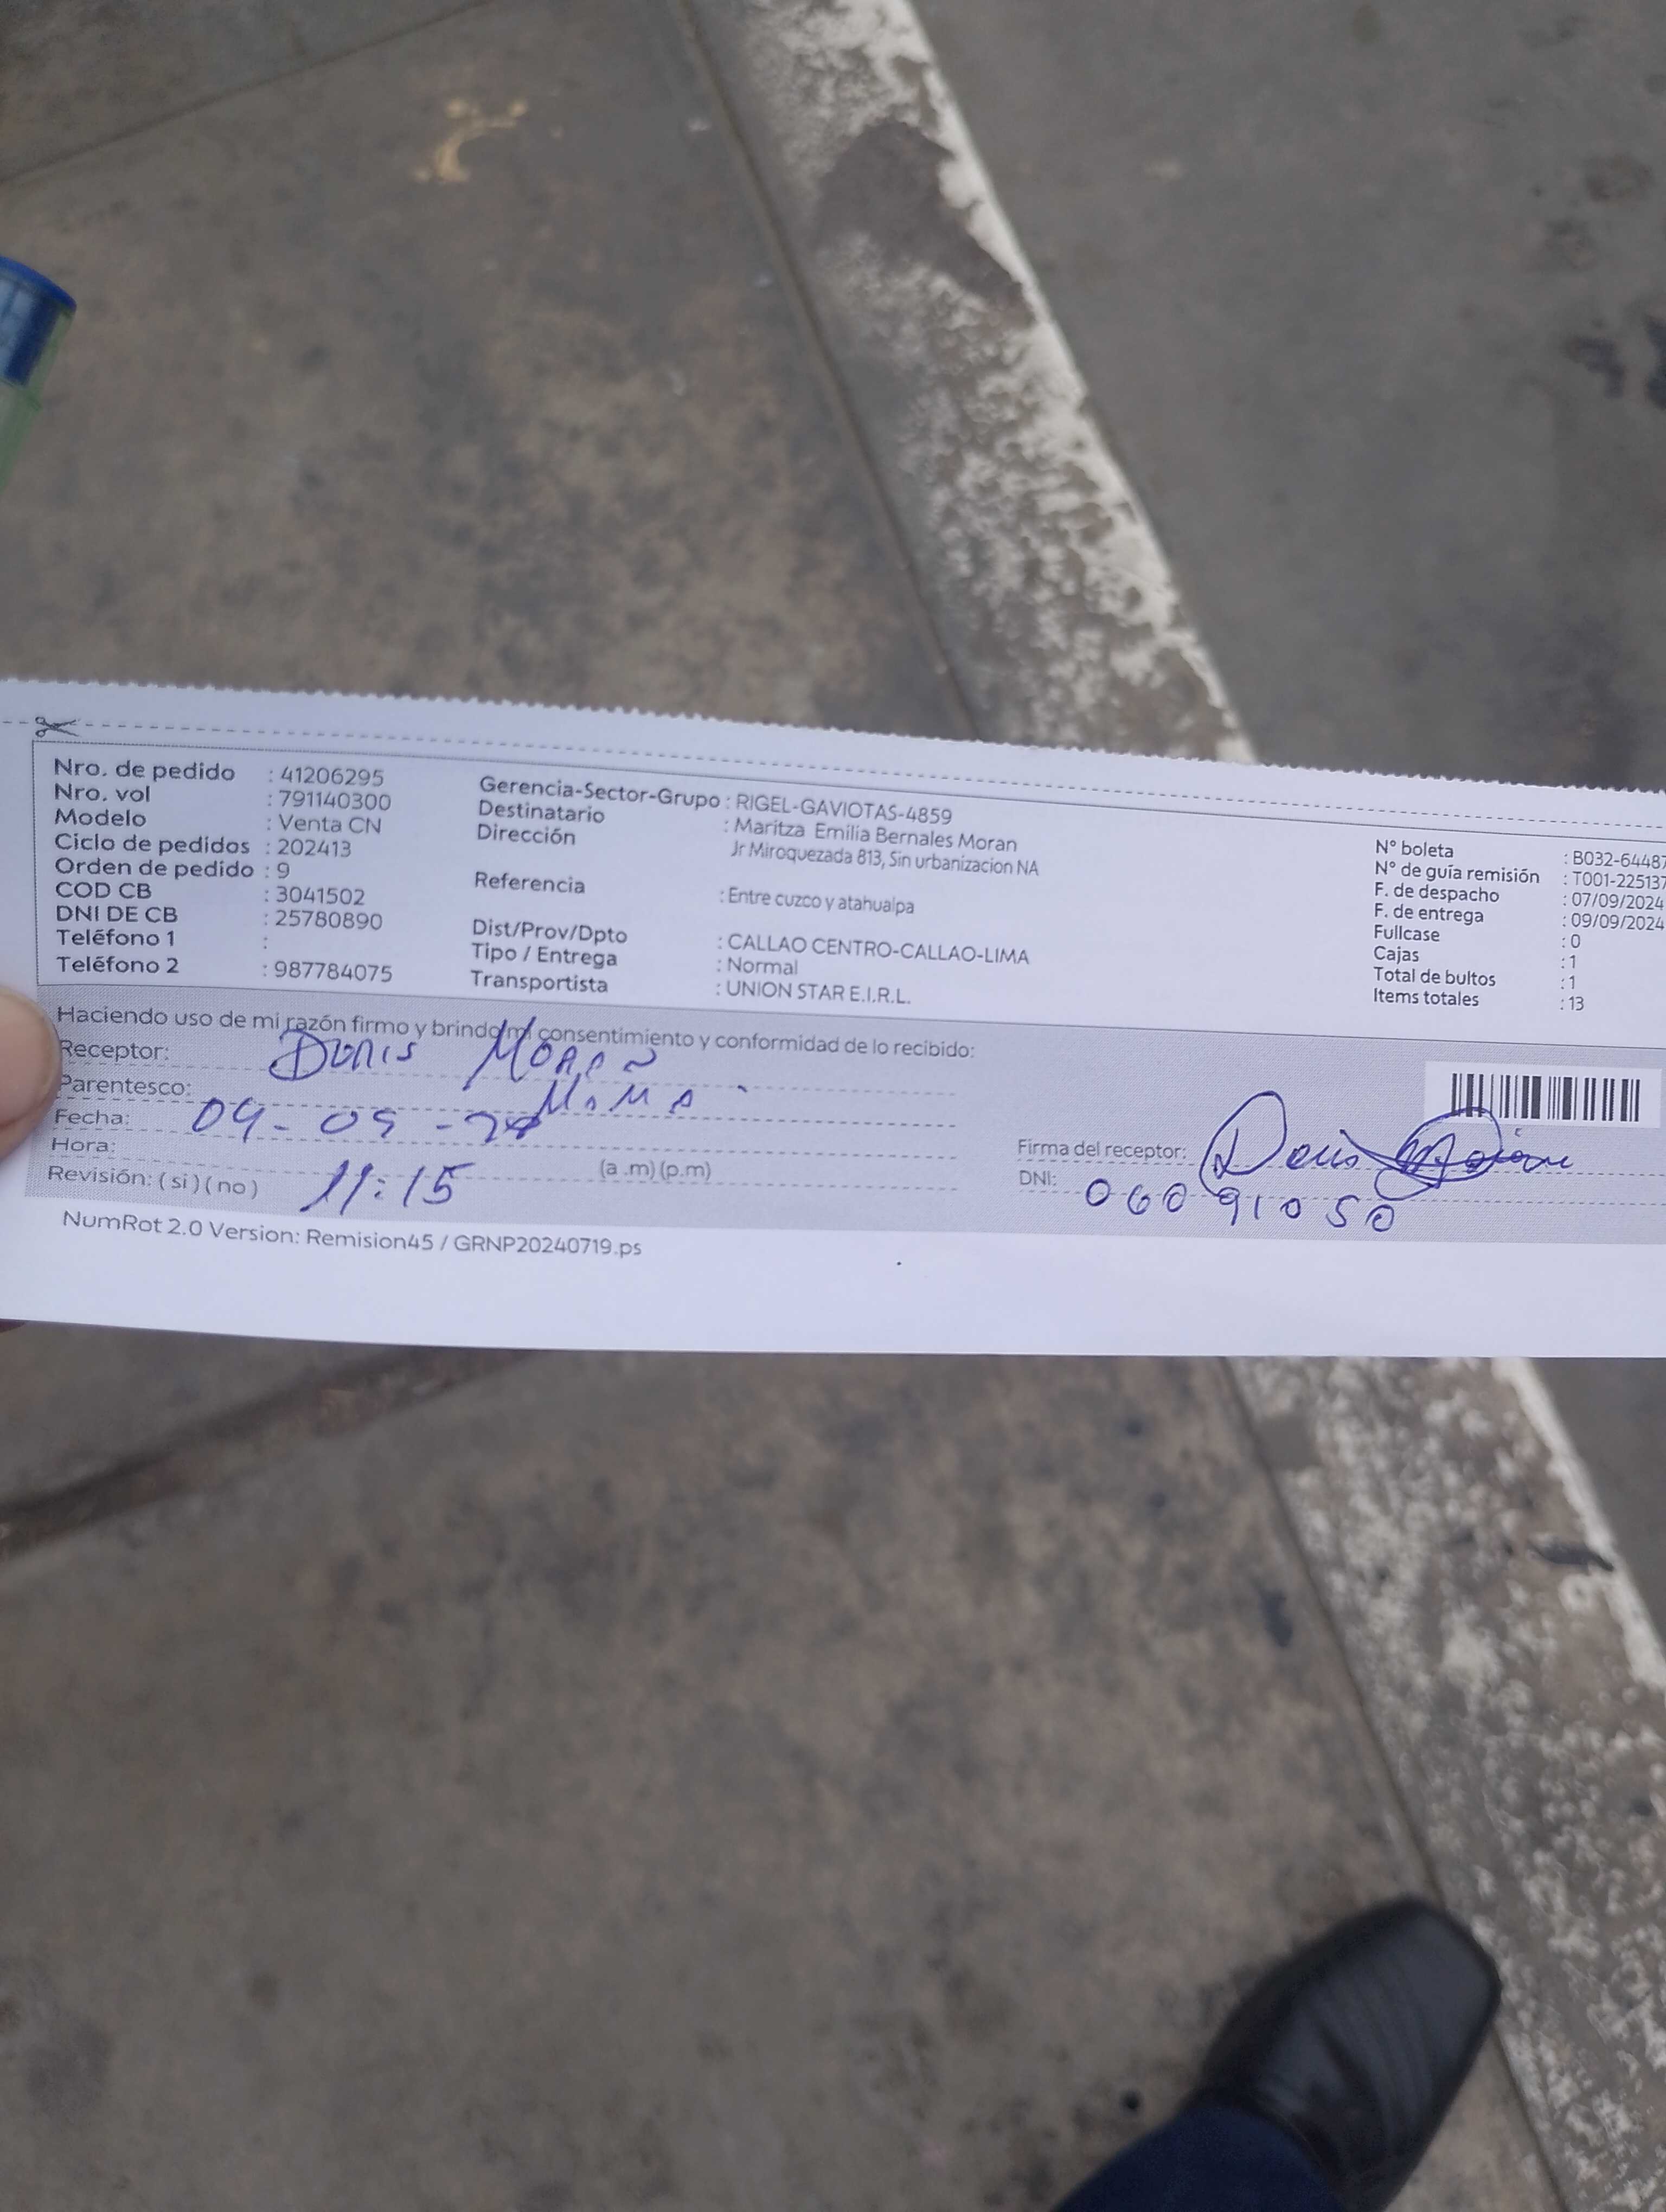 Nro. de pedido : 41206295
Nro. vol : 791140300
Modelo : Venta CN
Ciclo de pedidos : 202413
Orden de pedido : 9
COD CB : 3041502
DNI DE CB : 25780890
Teléfono 1 :
Teléfono 2 : 987784075
Gerencia-Sector-Grupo : RIGEL-GAVIOTAS-4859
Destinatario : Maritza Emilia Bernales Moran
Dirección Jr Miroquezada 813, Sin urbanizacion NA
Referencia : Entre cuzco y atahualpa
Dist/Prov/Dpto : CALLAO CENTRO-CALLAO-LIMA
Tipo / Entrega : Normal
Transportista : UNION STAR E.I.R.L.
N° boleta : B032-64487
N° de guía remisión : T001-225137
F. de despacho : 07/09/2024
F. de entrega : 09/09/2024
Fullcase : 0
Cajas : 1
Total de bultos : 1
Items totales : 13
Haciendo uso de mi razón firmo y brindo mi consentimiento y conformidad de lo recibido:
Receptor: Doris
Parentesco: MAMA
Fecha: 09-09-24
Hora: 11:15 (a.m) (p.m)
Revisión: ( si ) ( no )
Firma del receptor: Doris
DNI: 06091050
NumRot 2.0 Version: Remision45 / GRNP20240719.ps